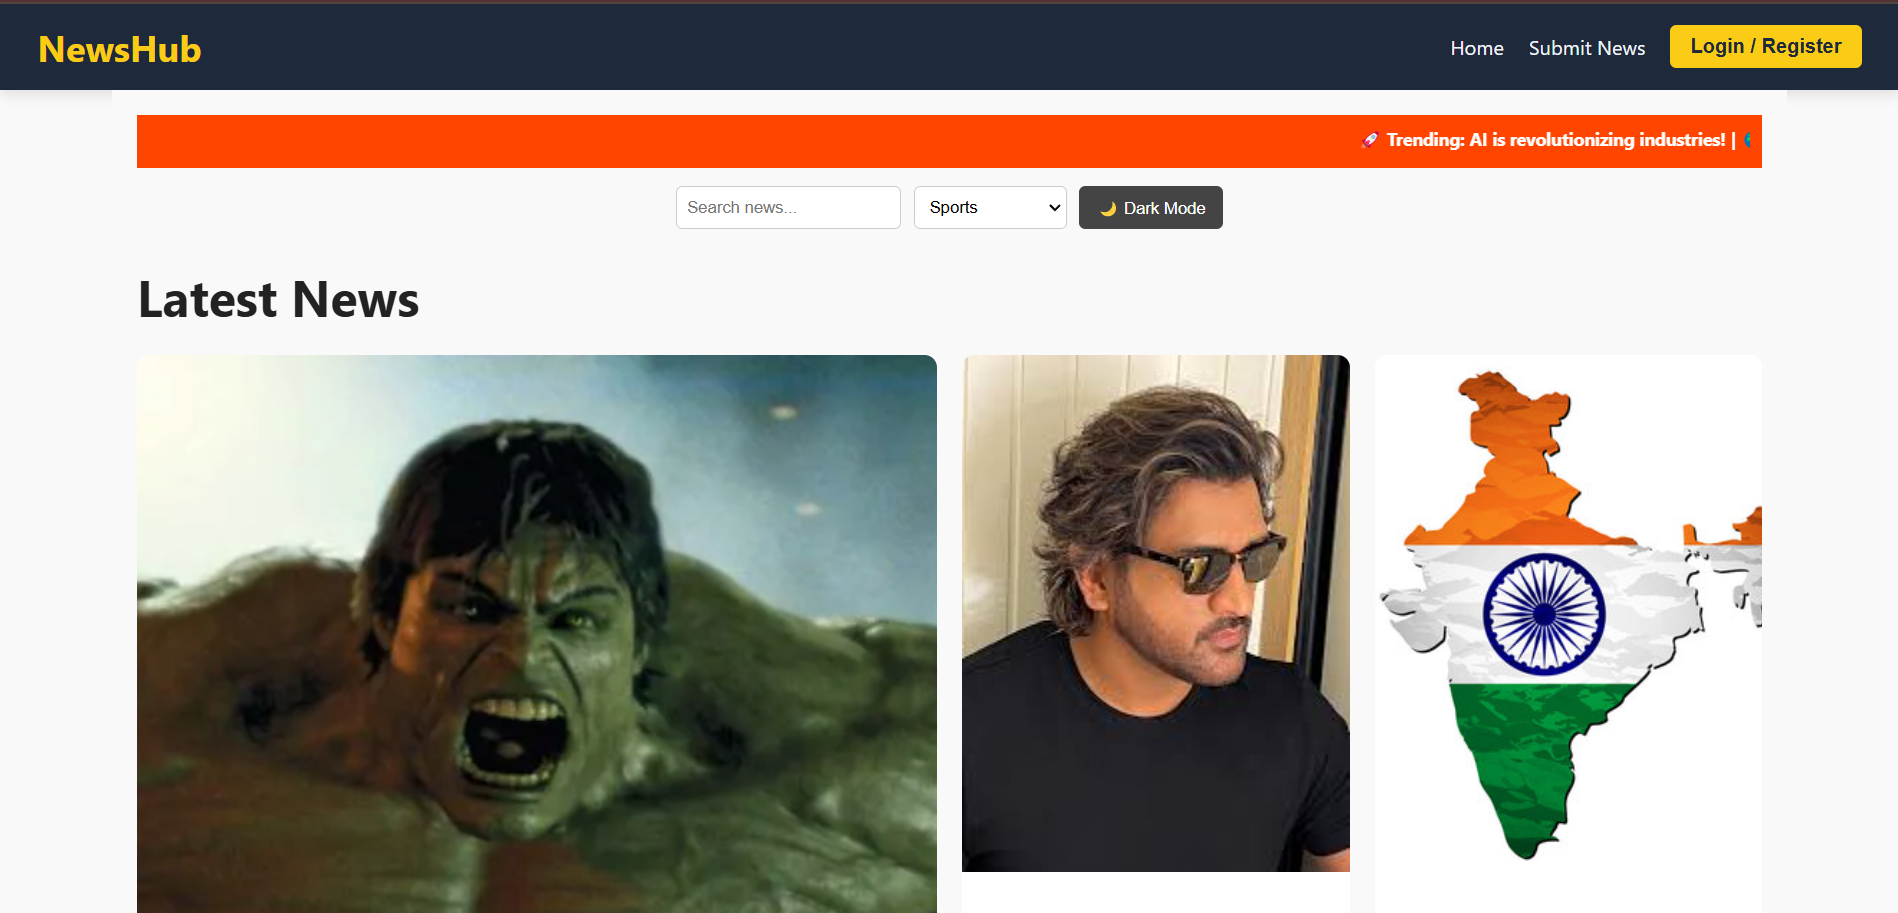 NewsHub
Home Submit News Login / Register
🚀 Trending: AI is revolutionizing industries! |
Search news... Sports 🌙 Dark Mode
Latest News